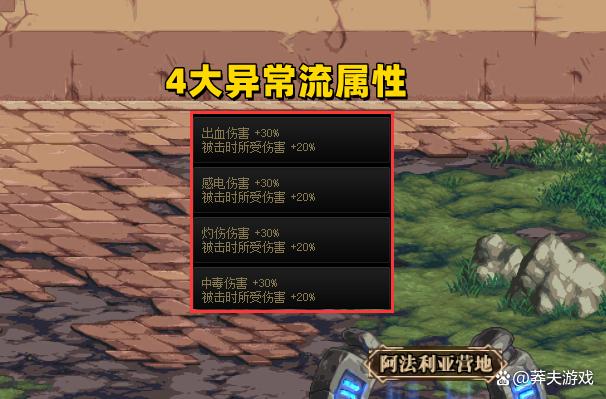 4大异常流属性
出血伤害 +30%
被击时所受伤害 +20%
感电伤害 +30%
被击时所受伤害 +20%
灼伤伤害 +30%
被击时所受伤害 +20%
中毒伤害 +30%
被击时所受伤害 +20%
阿法利亚营地
@莽夫游戏